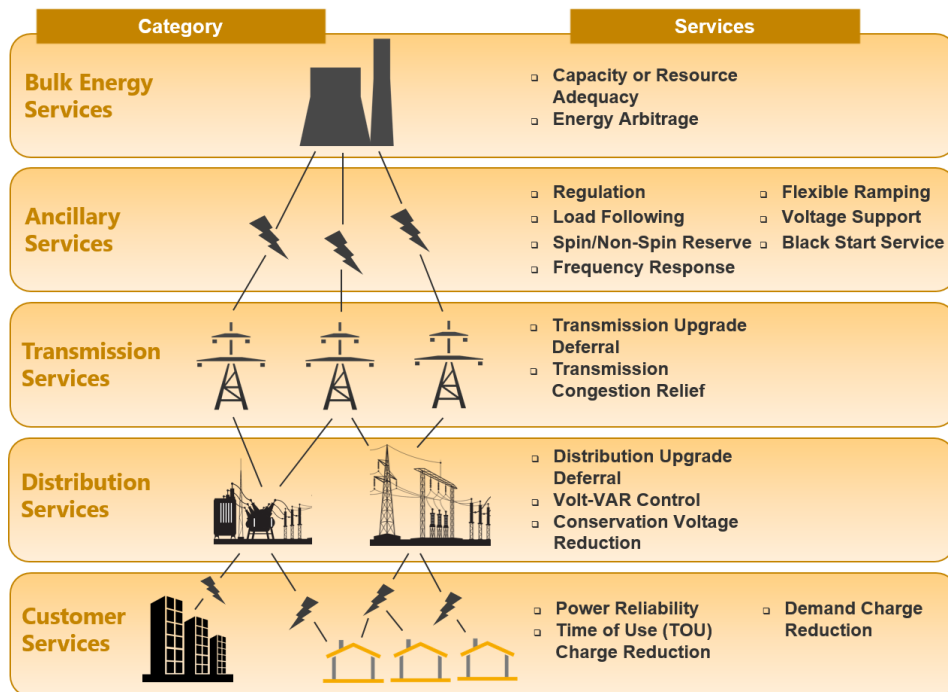 Category
Services
Bulk Energy
Services
Capacity or Resource
Adequacy
Energy Arbitrage
Ancillary
Services
Regulation
Load Following
Spin/Non-Spin Reserve
Frequency Response
Flexible Ramping
Voltage Support
Black Start Service
Transmission
Services
Transmission Upgrade
Deferral
Transmission
Congestion Relief
Distribution
Services
Distribution Upgrade
Deferral
Volt-VAR Control
Conservation Voltage
Reduction
Customer
Services
Power Reliability
Time of Use (TOU)
Charge Reduction
Demand Charge
Reduction